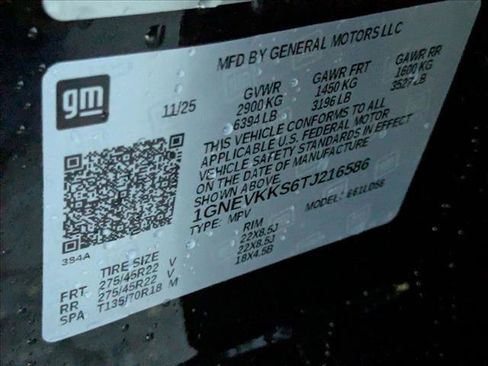 MFD BY GENERAL MOTORS LLC
gm
11/25
GVWR GAWR FRT GAWR RR
2900 KG 1450 KG 1600 KG
6394 LB 3196 LB 3527 LB
THIS VEHICLE CONFORMS TO ALL
APPLICABLE U.S. FEDERAL MOTOR
VEHICLE SAFETY STANDARDS IN EFFECT
ON THE DATE OF MANUFACTURE
SHOWN ABOVE.
1GNEVKKS6TJ216586
TYPE: MPV MODEL:
3S4A
TIRE SIZE RIM
FRT 275/45R22 V 22X8.5J
RR 275/45R22 V 22X8.5J
SPA T135/70R18 M 18X4.5B